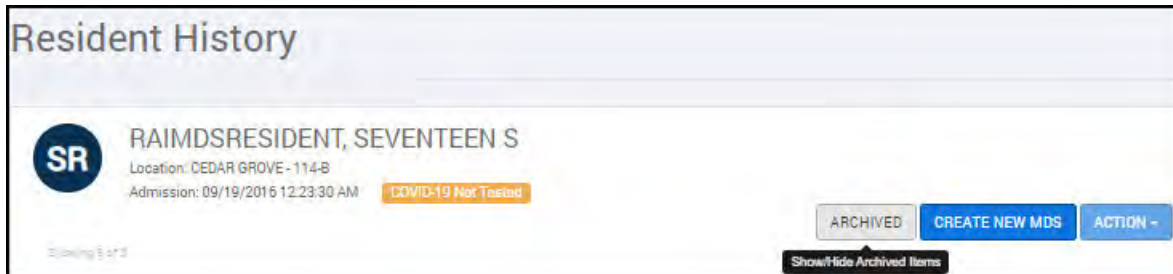 Resident History
SR
RAIMDSRESIDENT, SEVENTEEN S
Location: CEDAR GROVE - 114-B
Admission: 09/19/2016 12:23:30 AM COVID-19 Not Tested
ARCHIVED CREATE NEW MDS ACTION
Show/Hide Archived Items